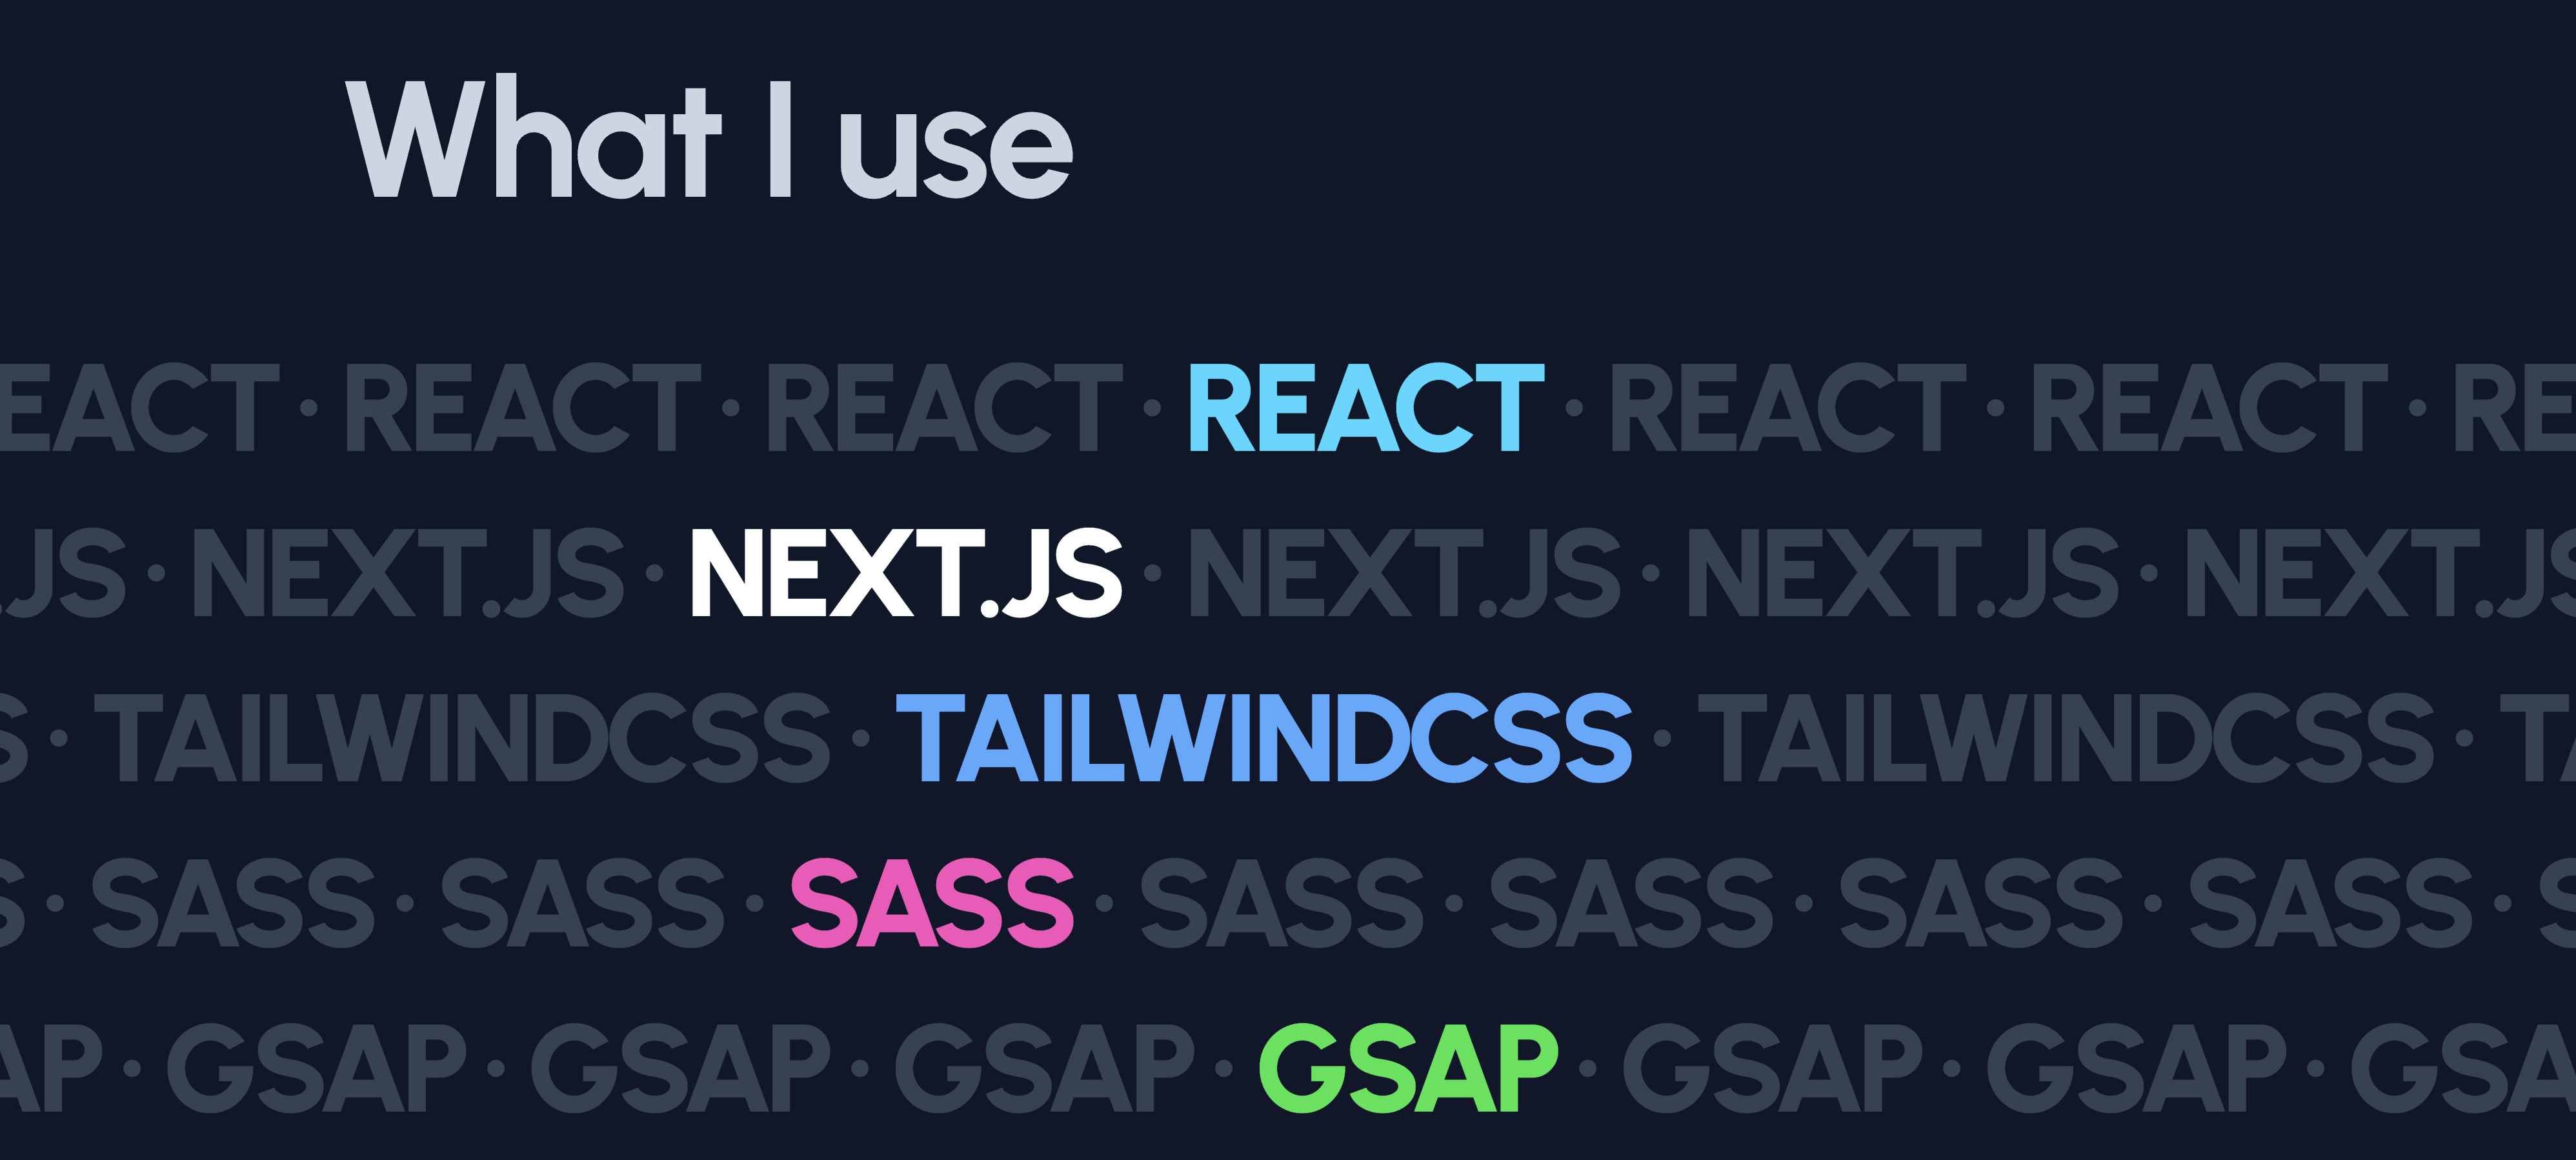 What I use
EACT • REACT • REACT • REACT • REACT • REACT • RE
.JS • NEXT.JS • NEXT.JS • NEXT.JS • NEXT.JS • NEXT.JS
S • TAILWINDCSS • TAILWINDCSS • TAILWINDCSS • TA
S • SASS • SASS • SASS • SASS • SASS • SASS • SASS • S
AP • GSAP • GSAP • GSAP • GSAP • GSAP • GSAP • GSA